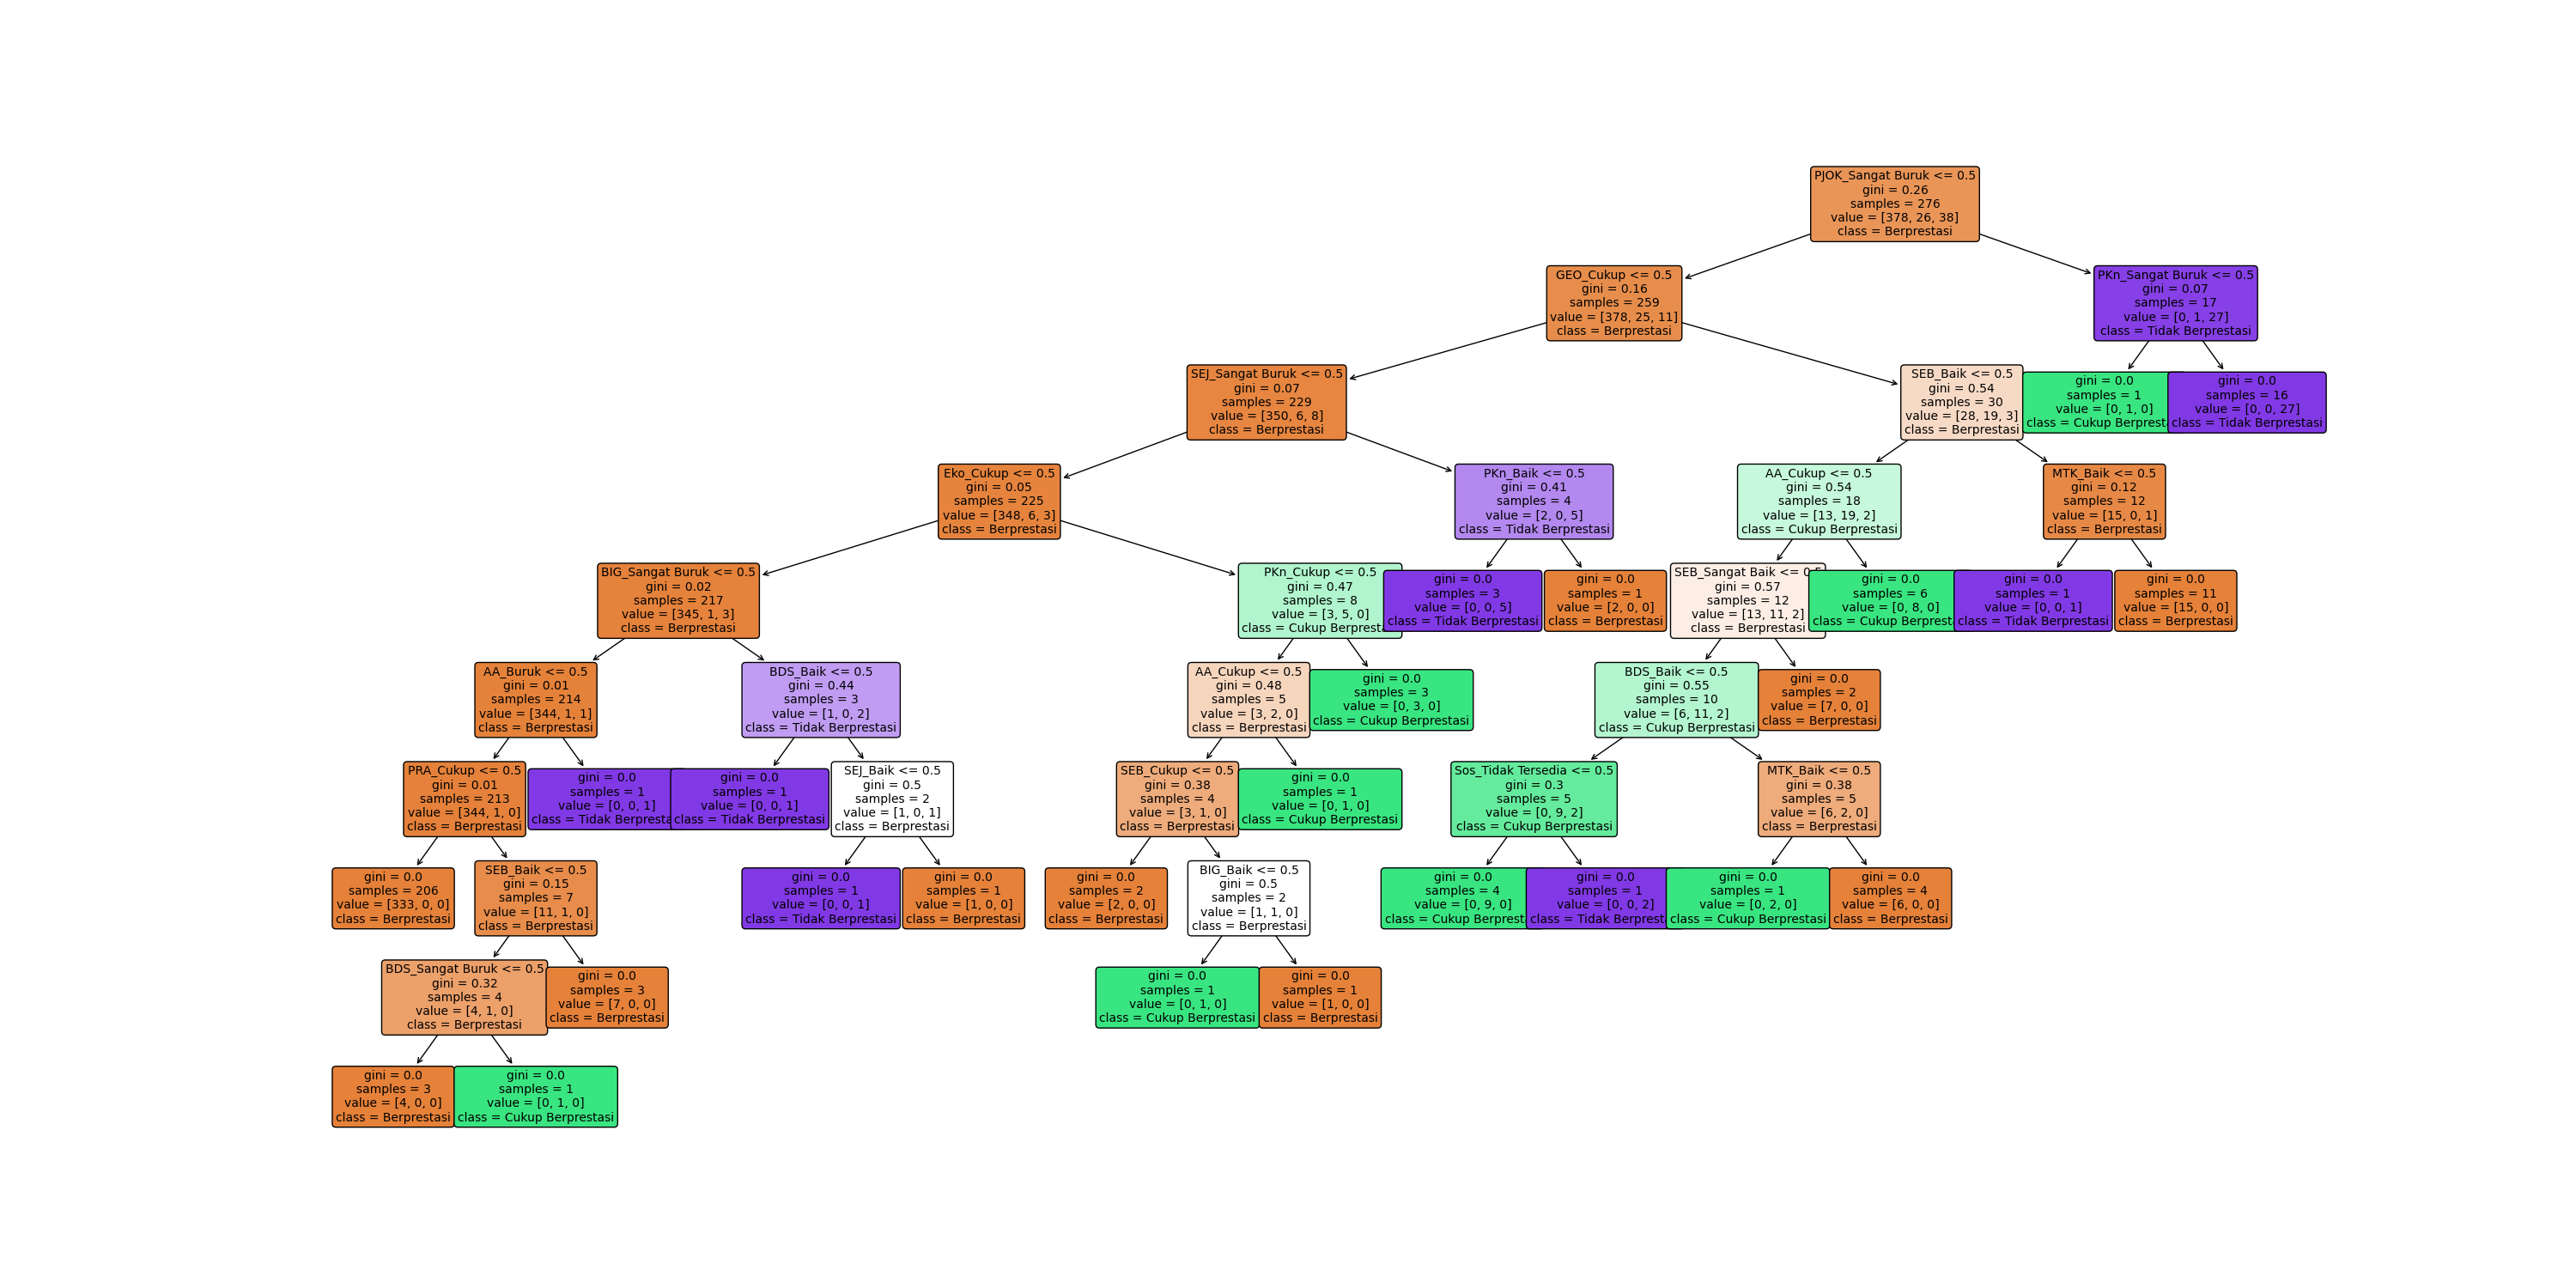 PJOK_Sangat Buruk <= 0.5
gini = 0.26
samples = 276
value = [378, 26, 38]
class = Berprestasi
GEO_Cukup <= 0.5
gini = 0.16
samples = 259
value = [378, 25, 11]
class = Berprestasi
PKn_Sangat Buruk <= 0.5
gini = 0.07
samples = 17
value = [0, 1, 27]
class = Tidak Berprestasi
SEJ_Sangat Buruk <= 0.5
gini = 0.07
samples = 229
value = [350, 6, 8]
class = Berprestasi
SEB_Baik <= 0.5
gini = 0.54
samples = 30
value = [28, 19, 3]
class = Berprestasi
gini = 0.0
samples = 1
value = [0, 1, 0]
class = Cukup Berprest
gini = 0.0
samples = 16
value = [0, 0, 27]
class = Tidak Berprestasi
Eko_Cukup <= 0.5
gini = 0.05
samples = 225
value = [348, 6, 3]
class = Berprestasi
PKn_Baik <= 0.5
gini = 0.41
samples = 4
value = [2, 0, 5]
class = Tidak Berprestasi
AA_Cukup <= 0.5
gini = 0.54
samples = 18
value = [13, 19, 2]
class = Cukup Berprestasi
MTK_Baik <= 0.5
gini = 0.12
samples = 12
value = [15, 0, 1]
class = Berprestasi
BIG_Sangat Buruk <= 0.5
gini = 0.02
samples = 217
value = [345, 1, 3]
class = Berprestasi
PKn_Cukup <= 0.5
gini = 0.47
samples = 8
value = [3, 5, 0]
class = Cukup Berpresta
gini = 0.0
samples = 3
value = [0, 0, 5]
class = Tidak Berprestasi
gini = 0.0
samples = 1
value = [2, 0, 0]
class = Berprestasi
SEB_Sangat Baik <= 0.5
gini = 0.57
samples = 12
value = [13, 11, 2]
class = Berprestasi
gini = 0.0
samples = 6
value = [0, 8, 0]
class = Cukup Berprest
gini = 0.0
samples = 1
value = [0, 0, 1]
class = Tidak Berprestasi
gini = 0.0
samples = 11
value = [15, 0, 0]
class = Berprestasi
AA_Buruk <= 0.5
gini = 0.01
samples = 214
value = [344, 1, 1]
class = Berprestasi
BDS_Baik <= 0.5
gini = 0.44
samples = 3
value = [1, 0, 2]
class = Tidak Berprestasi
AA_Cukup <= 0.5
gini = 0.48
samples = 5
value = [3, 2, 0]
class = Berprestasi
gini = 0.0
samples = 3
value = [0, 3, 0]
class = Cukup Berprestasi
BDS_Baik <= 0.5
gini = 0.55
samples = 10
value = [6, 11, 2]
class = Cukup Berprestasi
gini = 0.0
samples = 2
value = [7, 0, 0]
class = Berprestasi
PRA_Cukup <= 0.5
gini = 0.01
samples = 213
value = [344, 1, 0]
class = Berprestasi
gini = 0.0
samples = 1
value = [0, 0, 1]
class = Tidak Berpresta
gini = 0.0
samples = 1
value = [0, 0, 1]
class = Tidak Berprestasi
SEJ_Baik <= 0.5
gini = 0.5
samples = 2
value = [1, 0, 1]
class = Berprestasi
SEB_Cukup <= 0.5
gini = 0.38
samples = 4
value = [3, 1, 0]
class = Berprestasi
gini = 0.0
samples = 1
value = [0, 1, 0]
class = Cukup Berprestasi
Sos_Tidak Tersedia <= 0.5
gini = 0.3
samples = 5
value = [0, 9, 2]
class = Cukup Berprestasi
MTK_Baik <= 0.5
gini = 0.38
samples = 5
value = [6, 2, 0]
class = Berprestasi
gini = 0.0
samples = 206
value = [333, 0, 0]
class = Berprestasi
SEB_Baik <= 0.5
gini = 0.15
samples = 7
value = [11, 1, 0]
class = Berprestasi
gini = 0.0
samples = 1
value = [0, 0, 1]
class = Tidak Berprestasi
gini = 0.0
samples = 1
value = [1, 0, 0]
class = Berprestasi
gini = 0.0
samples = 2
value = [2, 0, 0]
class = Berprestasi
BIG_Baik <= 0.5
gini = 0.5
samples = 2
value = [1, 1, 0]
class = Berprestasi
gini = 0.0
samples = 4
value = [0, 9, 0]
class = Cukup Berprest
gini = 0.0
samples = 1
value = [0, 0, 2]
class = Tidak Berprest
gini = 0.0
samples = 1
value = [0, 2, 0]
class = Cukup Berprestasi
gini = 0.0
samples = 4
value = [6, 0, 0]
class = Berprestasi
BDS_Sangat Buruk <= 0.5
gini = 0.32
samples = 4
value = [4, 1, 0]
class = Berprestasi
gini = 0.0
samples = 3
value = [7, 0, 0]
class = Berprestasi
gini = 0.0
samples = 1
value = [0, 1, 0]
class = Cukup Berprestasi
gini = 0.0
samples = 1
value = [1, 0, 0]
class = Berprestasi
gini = 0.0
samples = 3
value = [4, 0, 0]
class = Berprestasi
gini = 0.0
samples = 1
value = [0, 1, 0]
class = Cukup Berprestasi